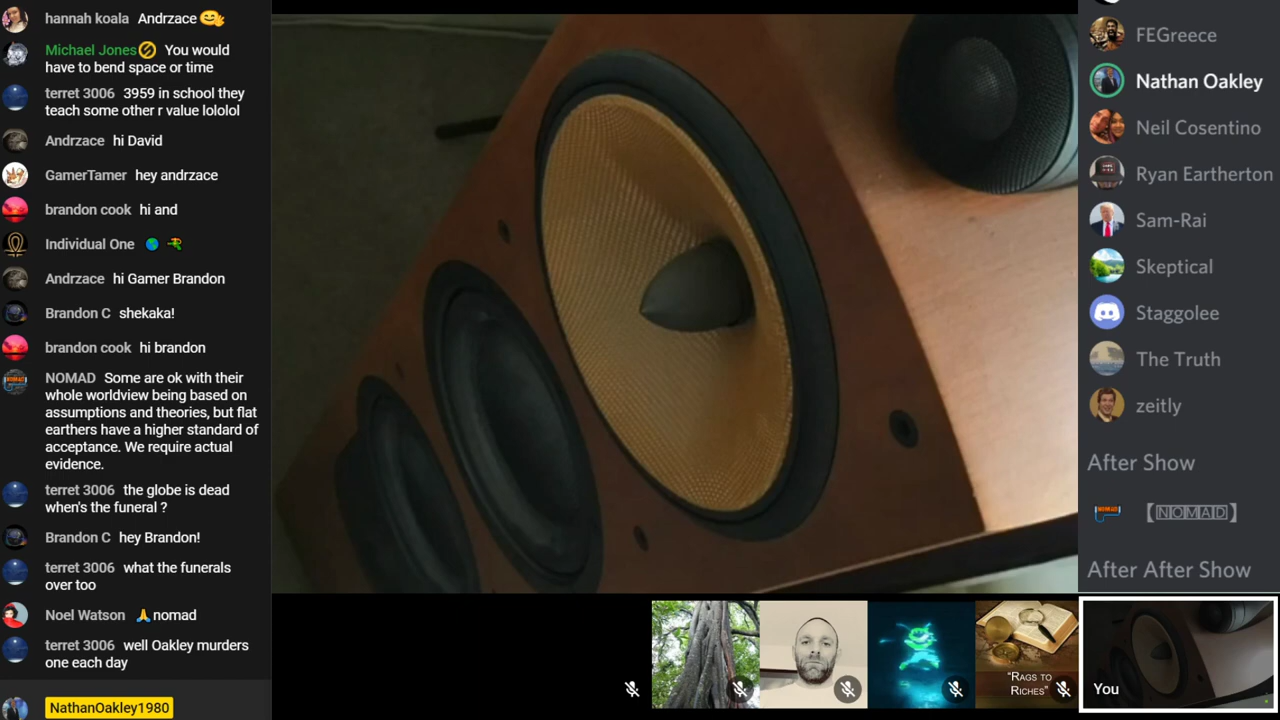 hannah koala Andrzace
Michael Jones You would
have to bend space or time
terret 3006 3959 in school they
teach some other r value lololol
Andrzace hi David
GamerTamer hey andrzace
brandon cook hi and
Individual One
Andrzace hi Gamer Brandon
Brandon C shekaka!
brandon cook hi brandon
NOMAD Some are ok with their
whole worldview being based on
assumptions and theories, but flat
earthers have a higher standard of
acceptance. We require actual
evidence.
terret 3006 the globe is dead
when's the funeral ?
Brandon C hey Brandon!
terret 3006 what the funerals
over too
Noel Watson nomad
terret 3006 well Oakley murders
one each day
NathanOakley1980
FEGreece
Nathan Oakley
Neil Cosentino
Ryan Eartherton
Sam-Rai
Skeptical
Staggolee
The Truth
zeitly
After Show
【NOMAD】
After After Show
"RAGS TO
RICHES"
You